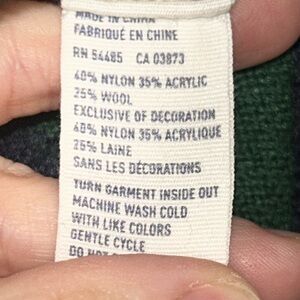 MADE IN CHINA
FABRIQUÉ EN CHINE
RN 54485 CA 03873
40% NYLON 35% ACRYLIC
25% WOOL
EXCLUSIVE OF DECORATION
40% NYLON 35% ACRYLIQUE
25% LAINE
SANS LES DÉCORATIONS
TURN GARMENT INSIDE OUT
MACHINE WASH COLD
WITH LIKE COLORS
GENTLE CYCLE
DO NOT